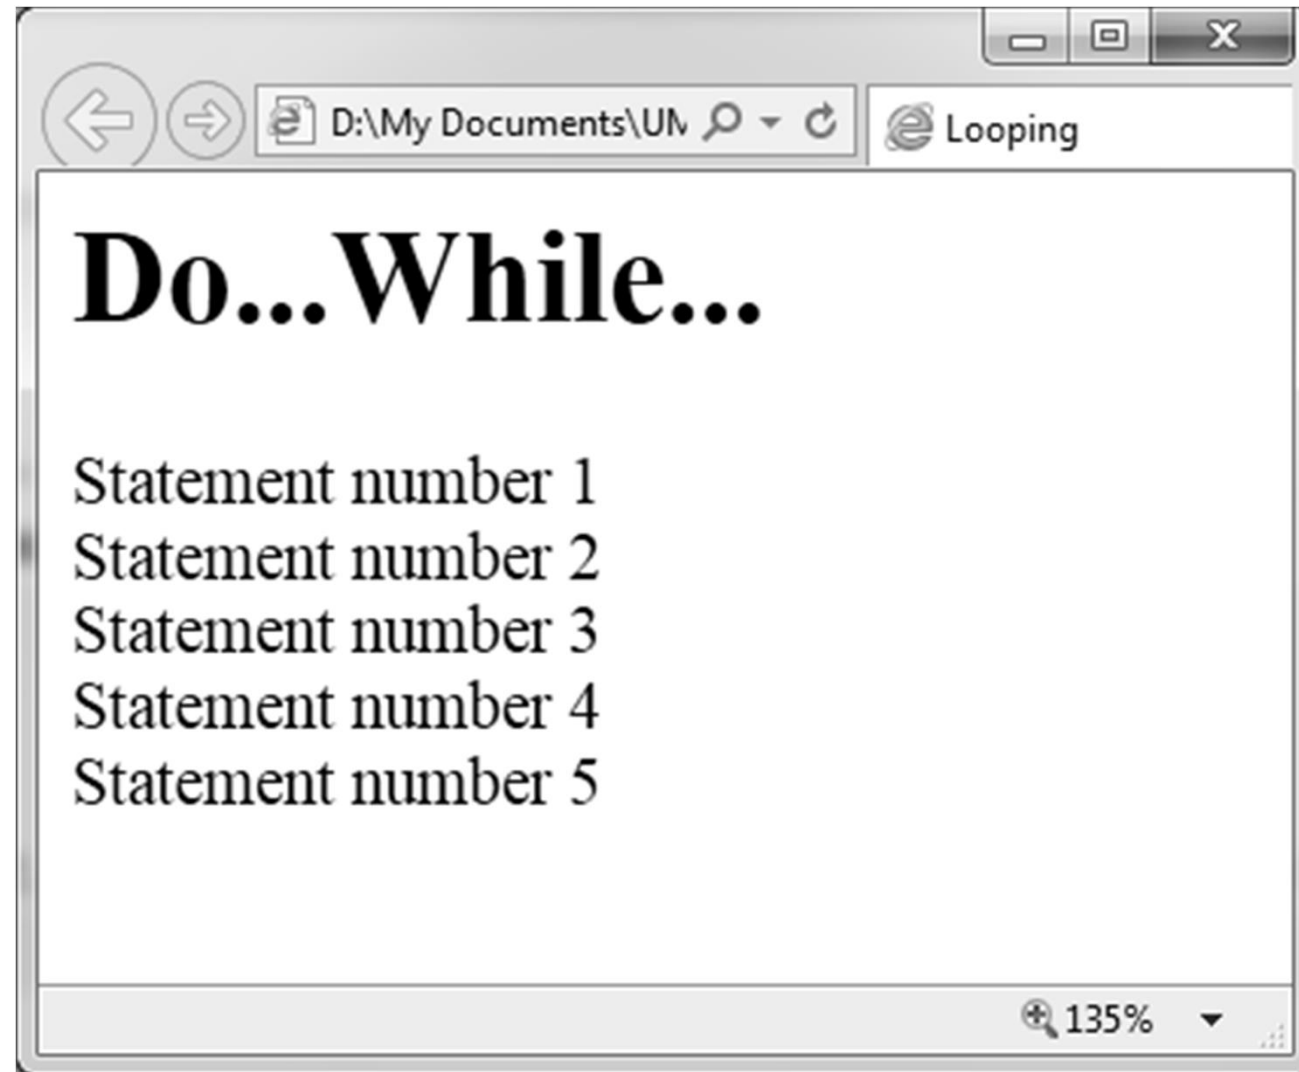 D:\My Documents\UM
Looping
Do...While...
Statement number 1
Statement number 2
Statement number 3
Statement number 4
Statement number 5
135%